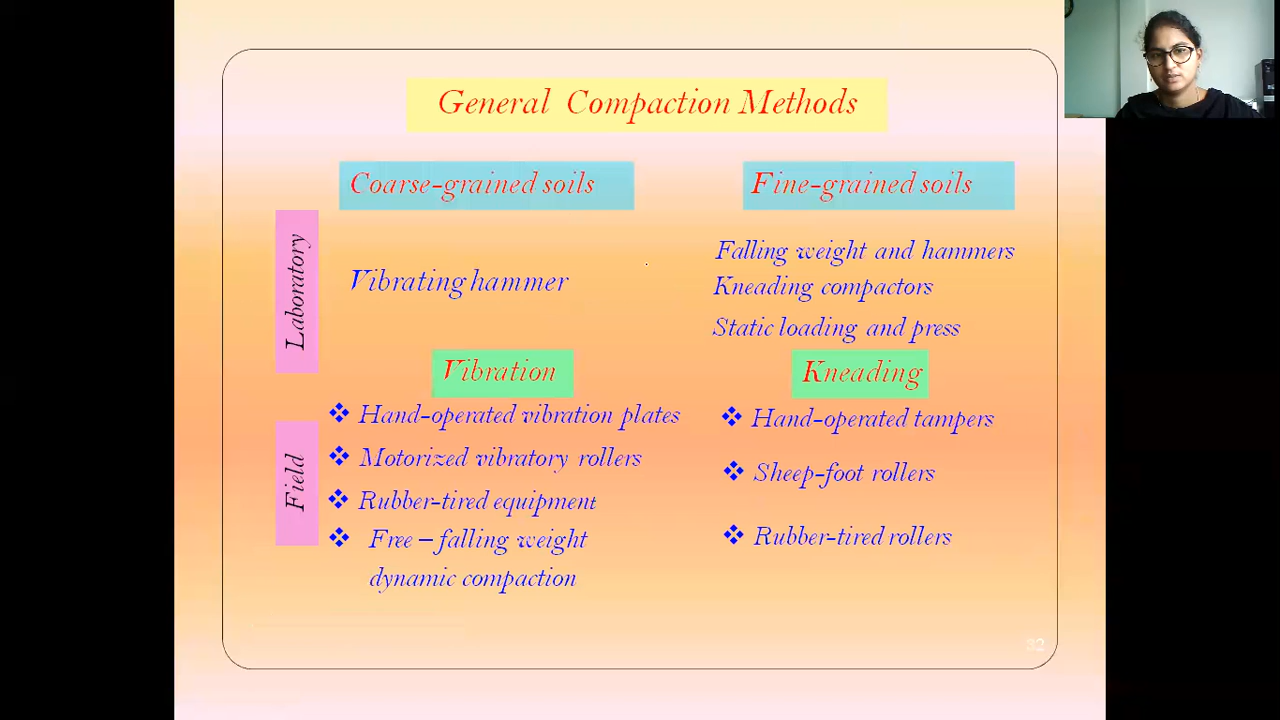 General Compaction Methods
Coarse-grained soils
Fine-grained soils
Laboratory
Vibrating hammer
Falling weight and hammers
Kneading compactors
Static loading and press
Vibration
Kneading
Field
❖ Hand-operated vibration plates
❖ Motorized vibratory rollers
❖ Rubber-tired equipment
❖ Free – falling weight
dynamic compaction
❖ Hand-operated tampers
❖ Sheep-foot rollers
❖ Rubber-tired rollers
32